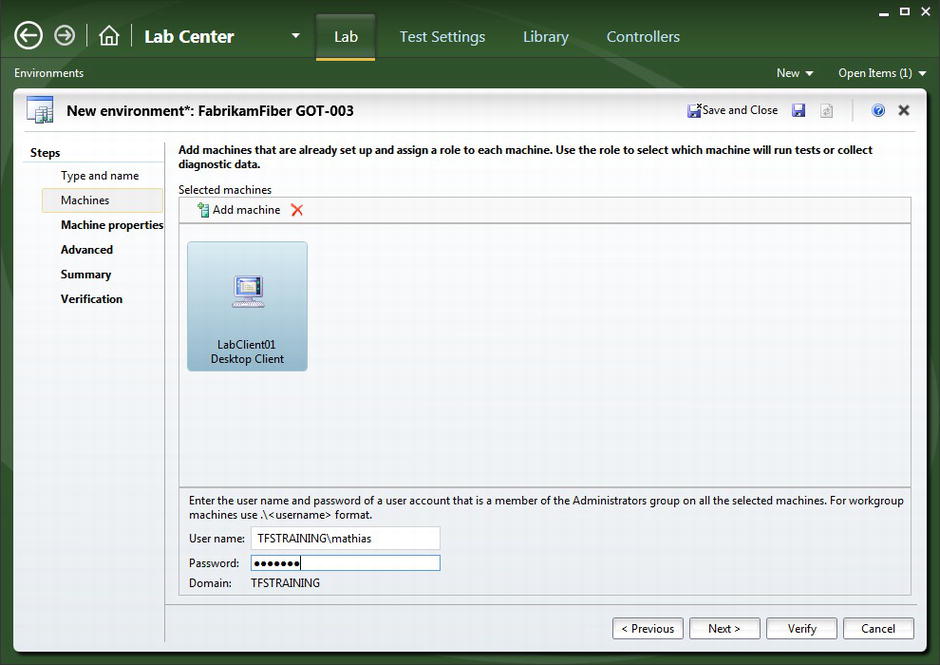 Lab Center
Lab
Test Settings
Library
Controllers
Environments
New
Open Items (1)
New environment*: FabrikamFiber GOT-003
Save and Close
Steps
Type and name
Machines
Machine properties
Advanced
Summary
Verification
Add machines that are already set up and assign a role to each machine. Use the role to select which machine will run tests or collect
diagnostic data.
Selected machines
Add machine
LabClient01
Desktop Client
Enter the user name and password of a user account that is a member of the Administrators group on all the selected machines. For workgroup
machines use .\<username> format.
User name: TFSTRAINING\mathias
Password: ●●●●●●●
Domain: TFSTRAINING
< Previous
Next >
Verify
Cancel